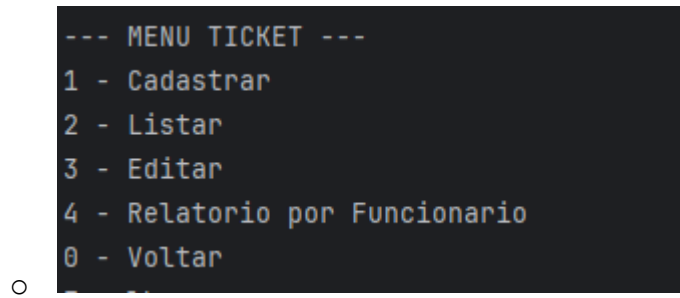 --- MENU TICKET ---
1 - Cadastrar
2 - Listar
3 - Editar
4 - Relatorio por Funcionario
0 - Voltar